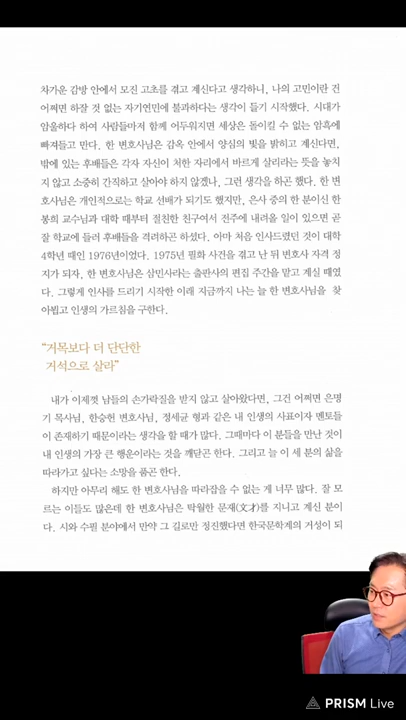 차가운 감방 안에서 모진 고초를 겪고 계신다고 생각하니, 나의 고민이란 건
어쩌면 하잘 것 없는 자기연민에 불과하다는 생각이 들기 시작했다. 시대가
암울하다 하여 사람들마저 함께 어두워지면 세상은 돌이킬 수 없는 암흑에
빠져들고 만다. 한 변호사님은 감옥 안에서 양심의 빛을 밝히고 계신다면,
밖에 있는 후배들은 각자 자신이 처한 자리에서 바르게 살리라는 뜻을 놓치
지 않고 소중히 간직하고 살아야 하지 않겠나, 그런 생각을 하곤 했다. 한 변
호사님은 개인적으로는 학교 선배가 되기도 했지만, 은사 중의 한 분이신 한
봉희 교수님과 대학 때부터 절친한 친구여서 전주에 내려올 일이 있으면 곧
잘 학교에 들러 후배들을 격려하곤 하셨다. 아마 처음 인사드렸던 것이 대학
4학년 때인 1976년이었다. 1975년 필화 사건을 겪고 난 뒤 변호사 자격 정
지가 되자, 한 변호사님은 삼민사라는 출판사의 편집 주간을 맡고 계실 때였
다. 그렇게 인사를 드리기 시작한 이래 지금까지 나는 늘 한 변호사님을 찾
아뵙고 인생의 가르침을 구한다.
“거목보다 더 단단한
거석으로 살라”
내가 이제껏 남들의 손가락질을 받지 않고 살아왔다면, 그건 어쩌면 은명
기 목사님, 한승헌 변호사님, 정세균 형과 같은 내 인생의 사표이자 멘토들
이 존재하기 때문이라는 생각을 할 때가 많다. 그때마다 이 분들을 만난 것이
내 인생의 가장 큰 행운이라는 것을 깨닫곤 한다. 그리고 늘 이 세 분의 삶을
따라가고 싶다는 소망을 품곤 한다.
하지만 아무리 해도 한 변호사님을 따라잡을 수 없는 게 너무 많다. 잘 모
르는 이들도 많은데 한 변호사님은 탁월한 문재(文才)를 지니고 계신 분이
다. 시와 수필 분야에서 만약 그 길로만 정진했다면 한국문학계의 거성이 되
PRISM Live